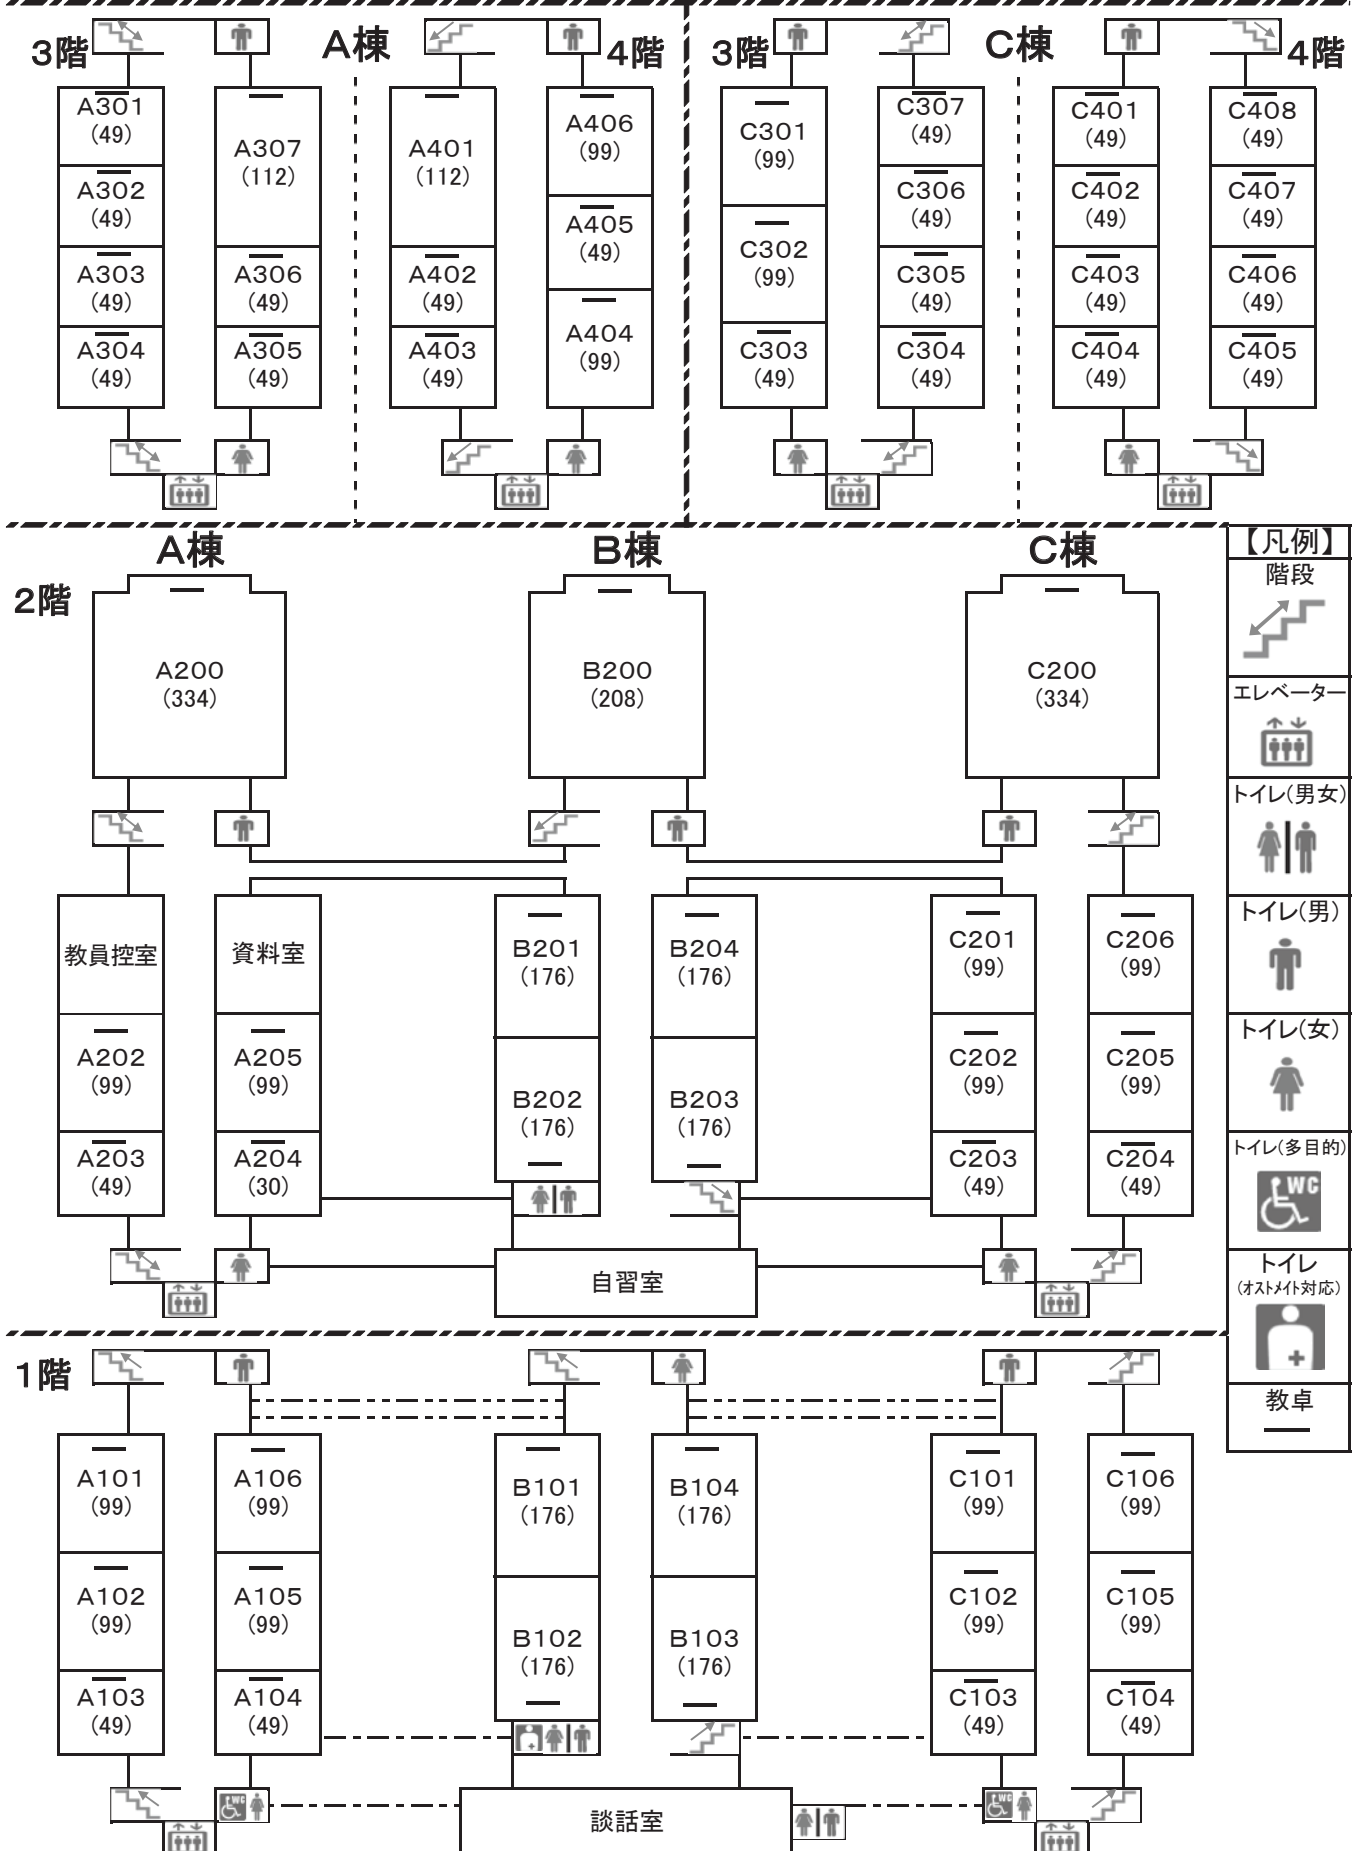 3階
A棟
4階
3階
C棟
4階
A301
(49)
A302
(49)
A303
(49)
A304
(49)
A307
(112)
A306
(49)
A305
(49)
A401
(112)
A402
(49)
A403
(49)
A406
(99)
A405
(49)
A404
(99)
C301
(99)
C302
(99)
C303
(49)
C307
(49)
C306
(49)
C305
(49)
C304
(49)
C401
(49)
C402
(49)
C403
(49)
C404
(49)
C408
(49)
C407
(49)
C406
(49)
C405
(49)
A棟
B棟
C棟
2階
A200
(334)
B200
(208)
C200
(334)
教員控室
A202
(99)
A203
(49)
資料室
A205
(99)
A204
(30)
B201
(176)
B202
(176)
B204
(176)
B203
(176)
C201
(99)
C202
(99)
C203
(49)
C206
(99)
C205
(99)
C204
(49)
自習室
【凡例】
階段
エレベーター
トイレ(男女)
トイレ(男)
トイレ(女)
トイレ(多目的)
WC
トイレ
(オストメイト対応)
教卓
1階
A101
(99)
A102
(99)
A103
(49)
A106
(99)
A105
(99)
A104
(49)
B101
(176)
B102
(176)
B104
(176)
B103
(176)
C101
(99)
C102
(99)
C103
(49)
C106
(99)
C105
(99)
C104
(49)
WC
談話室
WC